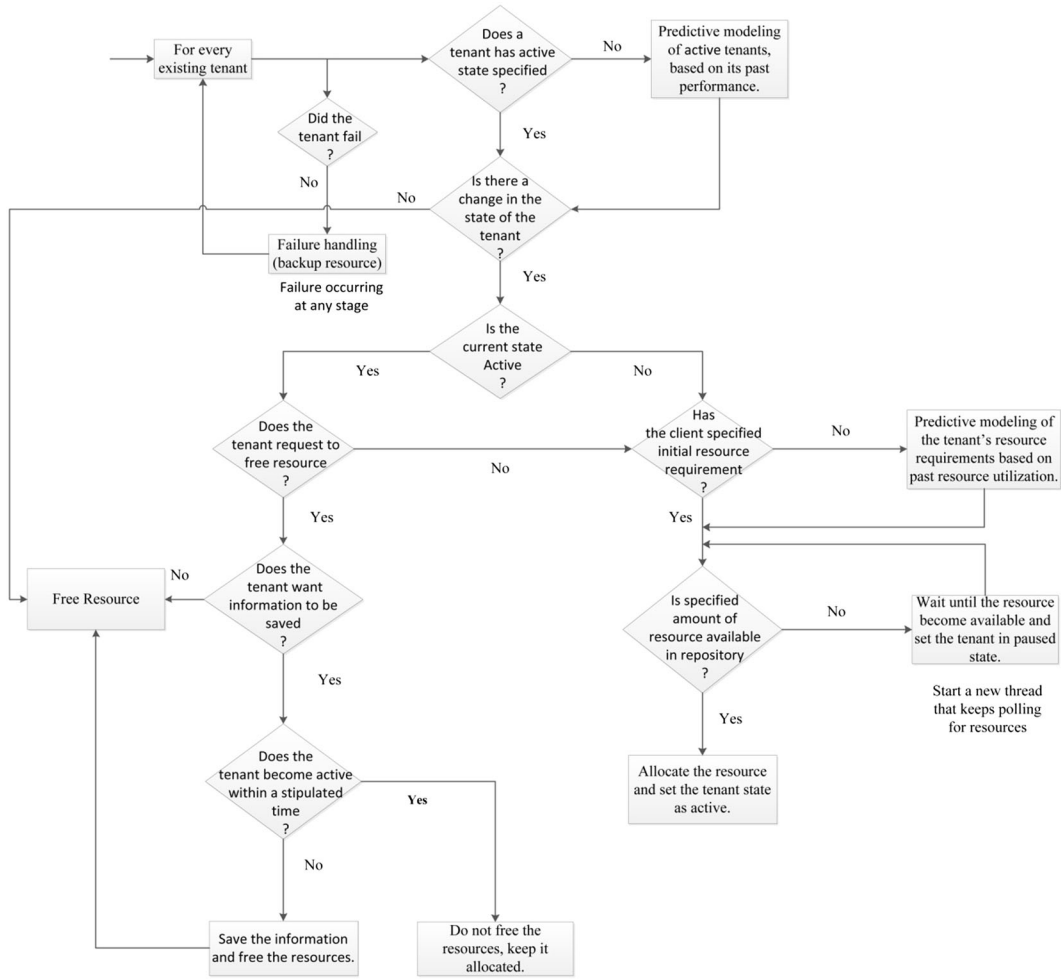 For every
existing tenant
Does a
tenant has active
state specified
?
No
Predictive modeling
of active tenants,
based on its past
performance.
Did the
tenant fail
?
Yes
No
Is there a
change in the
state of the
tenant
?
No
Failure handling
(backup resource)
Failure occurring
at any stage
Yes
Is the
current state
Active
?
Yes
No
Does the
tenant request to
free resource
?
No
Has
the client specified
initial resource
requirement
?
No
Predictive modeling of
the tenant’s resource
requirements based on
past resource utilization.
Yes
Yes
Free Resource
No
Does the
tenant want
information to be
saved
?
Is specified
amount of
resource available
in repository
?
No
Wait until the resource
become available and
set the tenant in paused
state.
Start a new thread
that keeps polling
for resources
Yes
Yes
Does the
tenant become active
within a stipulated
time
?
Yes
Allocate the resource
and set the tenant state
as active.
No
Save the information
and free the resources.
Do not free the
resources, keep it
allocated.